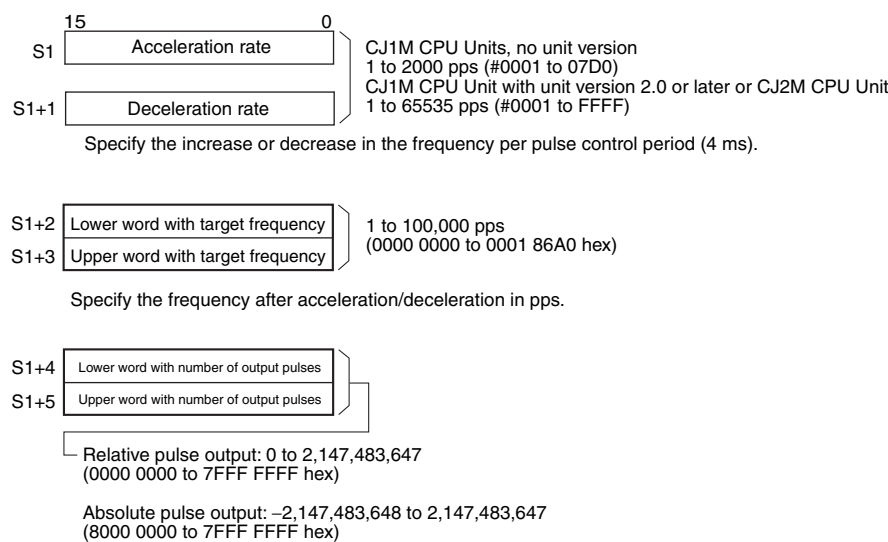 15 0
S1 Acceleration rate
CJ1M CPU Units, no unit version
1 to 2000 pps (#0001 to 07D0)
CJ1M CPU Unit with unit version 2.0 or later or CJ2M CPU Unit
S1+1 Deceleration rate
1 to 65535 pps (#0001 to FFFF)
Specify the increase or decrease in the frequency per pulse control period (4 ms).
S1+2 Lower word with target frequency
1 to 100,000 pps
S1+3 Upper word with target frequency
(0000 0000 to 0001 86A0 hex)
Specify the frequency after acceleration/deceleration in pps.
S1+4 Lower word with number of output pulses
S1+5 Upper word with number of output pulses
Relative pulse output: 0 to 2,147,483,647
(0000 0000 to 7FFF FFFF hex)
Absolute pulse output: –2,147,483,648 to 2,147,483,647
(8000 0000 to 7FFF FFFF hex)